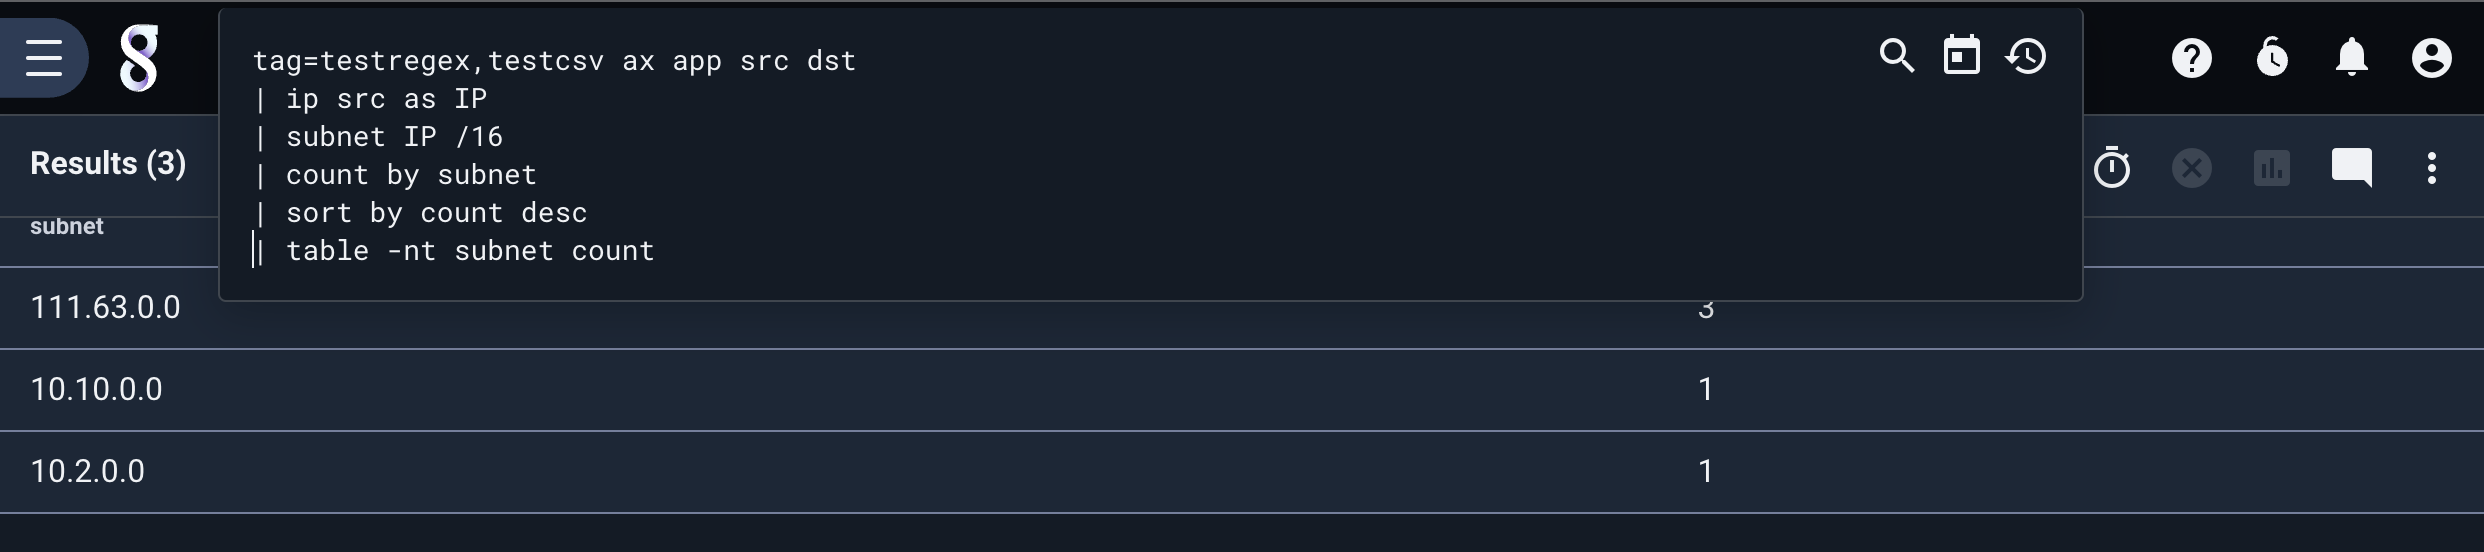 tag=testregex,testcsv ax app src dst
| ip src as IP
| subnet IP /16
| count by subnet
| sort by count desc
| table -nt subnet count
Results (3)
subnet
111.63.0.0 3
10.10.0.0 1
10.2.0.0 1